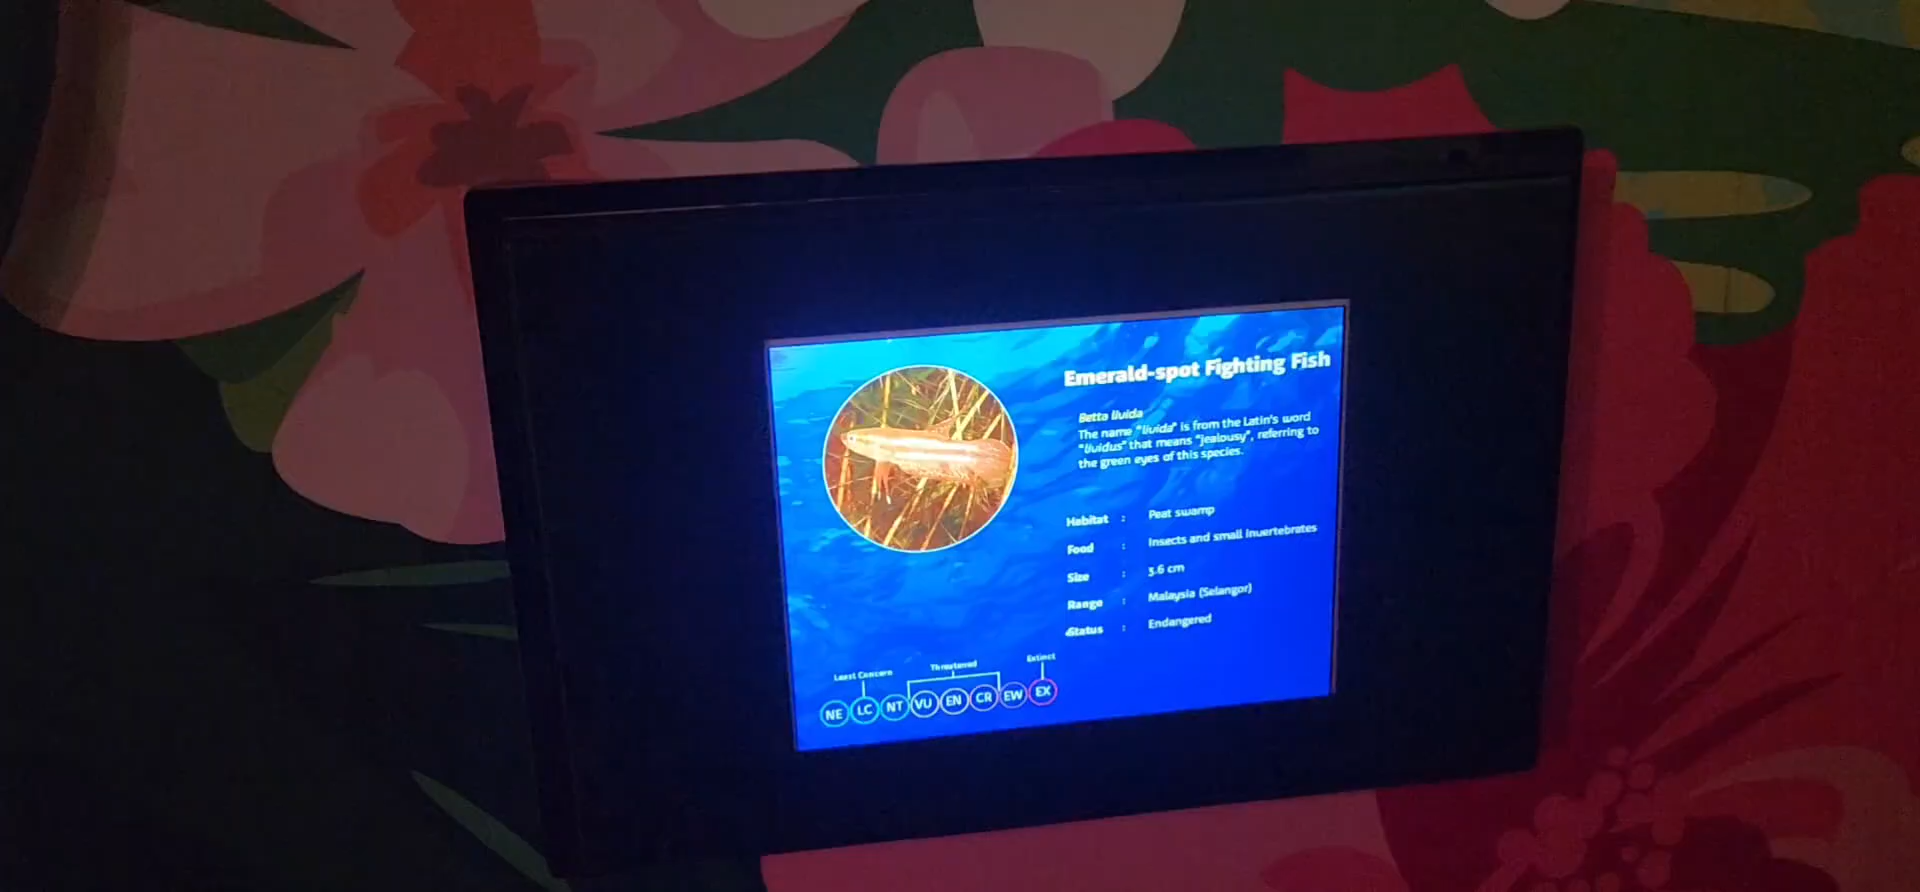 Emerald-spot Fighting Fish
Betta livida
The name "livida" is from the Latin's word
"lividus" that means "jealousy", referring to
the green eyes of this species.
Habitat : Peat swamp
Food : Insects and small invertebrates
Size : 3.6 cm
Range : Malaysia (Selangor)
Status : Endangered
Least Concern Threatened Extinct
NE LC NT VU EN CR EW EX